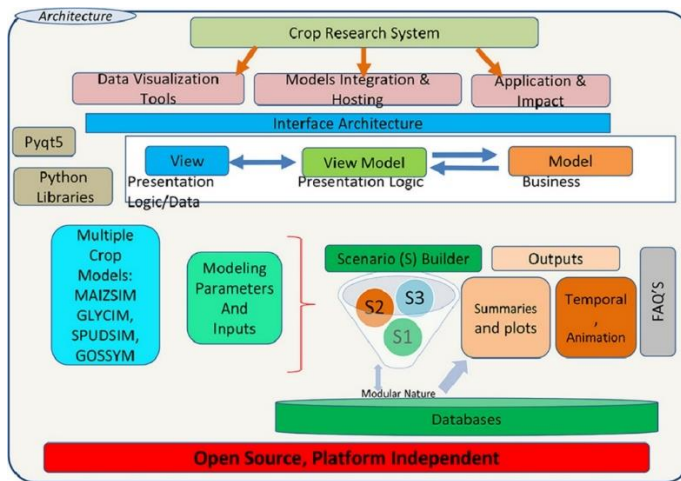 Architecture
Crop Research System
Data Visualization
Tools
Models Integration &
Hosting
Application &
Impact
Interface Architecture
Pyqt5
Python
Libraries
View
Presentation
Logic/Data
View Model
Presentation Logic
Model
Business
Multiple
Crop
Models:
MAIZSIM
GLYCIM,
SPUDSIM,
GOSSYM
Modeling
Parameters
And
Inputs
Scenario (S) Builder
S2
S3
S1
Modular Nature
Outputs
Summaries
and plots
Temporal
,
Animation
FAQ'S
Databases
Open Source, Platform Independent